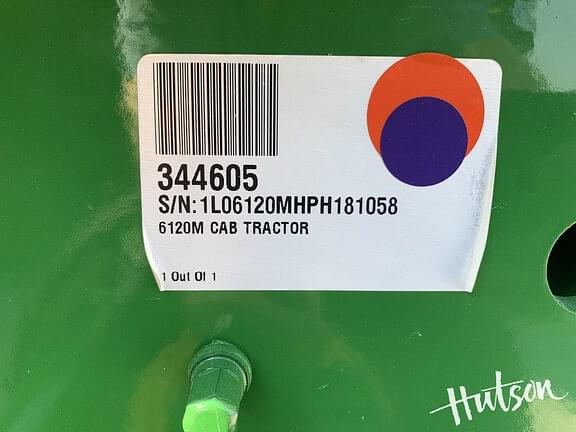 344605
S/N:1L06120MHPH181058
6120M CAB TRACTOR
1 Out Of 1
Hutson